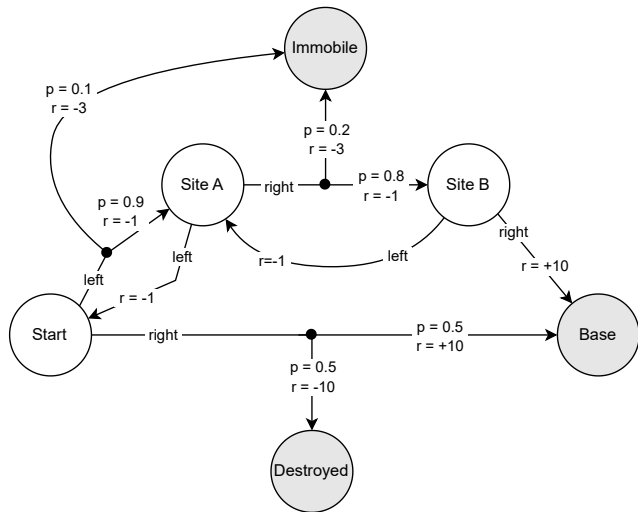 Immobile
p = 0.1
r = -3
p = 0.2
r = -3
Site A
right
p = 0.8
r = -1
Site B
p = 0.9
r = -1
left
right
left
r=-1
left
r = +10
r = -1
Start
right
p = 0.5
r = +10
Base
p = 0.5
r = -10
Destroyed